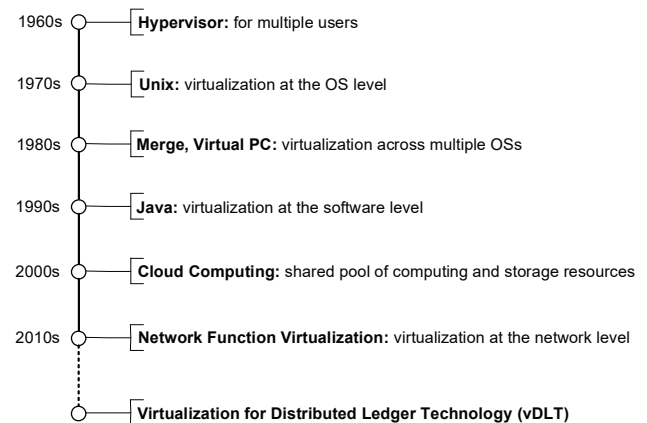 1960s Hypervisor: for multiple users
1970s Unix: virtualization at the OS level
1980s Merge, Virtual PC: virtualization across multiple OSs
1990s Java: virtualization at the software level
2000s Cloud Computing: shared pool of computing and storage resources
2010s Network Function Virtualization: virtualization at the network level
Virtualization for Distributed Ledger Technology (vDLT)